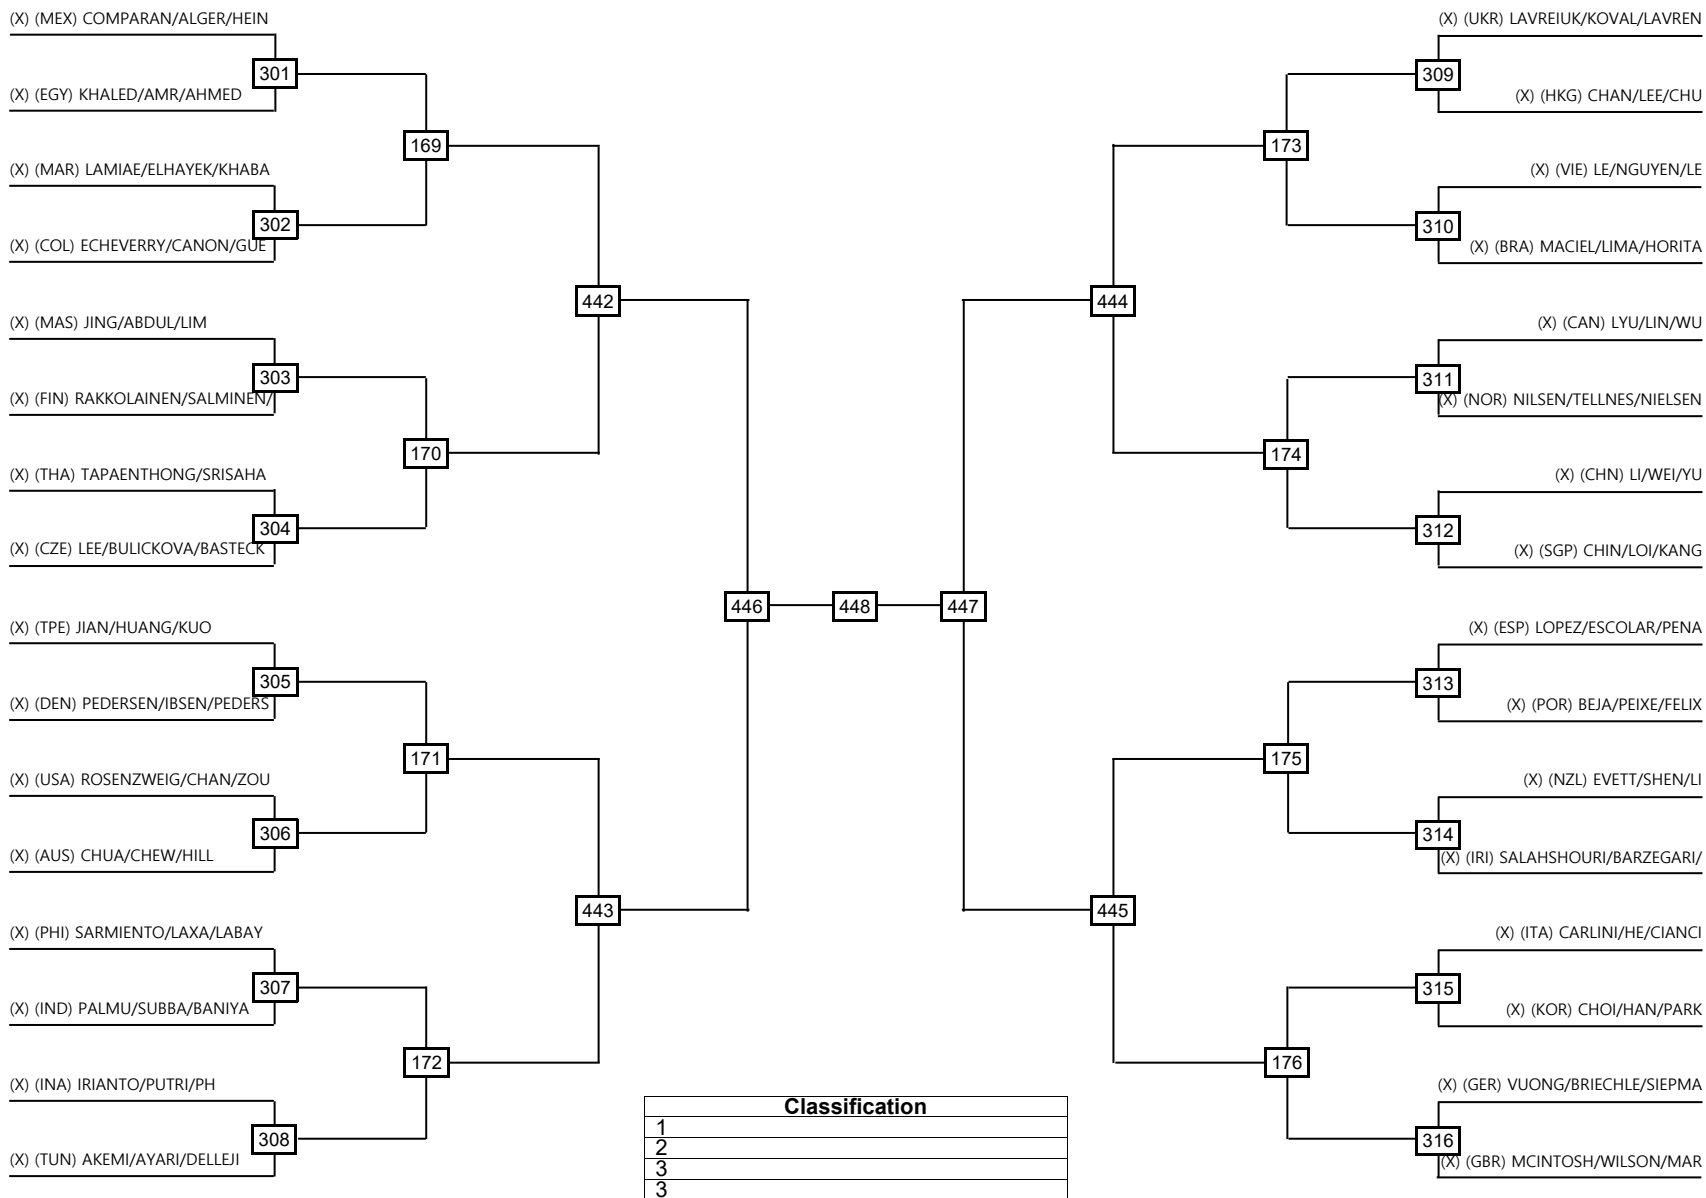 (X) (MEX) COMPARAN/ALGER/HEIN
301
(X) (EGY) KHALED/AMR/AHMED
169
(X) (MAR) LAMIAE/ELHAYEK/KHABA
302
(X) (COL) ECHEVERRY/CANON/GUE
442
(X) (MAS) JING/ABDUL/LIM
303
(X) (FIN) RAKKOLAINEN/SALMINEN/
170
(X) (THA) TAPAENTHONG/SRISAHA
304
(X) (CZE) LEE/BULICKOVA/BASTECK
446
448
447
(X) (TPE) JIAN/HUANG/KUO
305
(X) (DEN) PEDERSEN/IBSEN/PEDERS
171
(X) (USA) ROSENZWEIG/CHAN/ZOU
306
(X) (AUS) CHUA/CHEW/HILL
443
(X) (PHI) SARMIENTO/LAXA/LABAY
307
(X) (IND) PALMU/SUBBA/BANIYA
172
(X) (INA) IRIANTO/PUTRI/PH
308
(X) (TUN) AKEMI/AYARI/DELLEJI
(X) (UKR) LAVREIUK/KOVAL/LAVREN
309
(X) (HKG) CHAN/LEE/CHU
173
(X) (VIE) LE/NGUYEN/LE
310
(X) (BRA) MACIEL/LIMA/HORITA
444
(X) (CAN) LYU/LIN/WU
311
(X) (NOR) NILSEN/TELLNES/NIELSEN
174
(X) (CHN) LI/WEI/YU
312
(X) (SGP) CHIN/LOI/KANG
(X) (ESP) LOPEZ/ESCOLAR/PENA
313
(X) (POR) BEJA/PEIXE/FELIX
175
(X) (NZL) EVETT/SHEN/LI
314
(X) (IRI) SALAHSHOURI/BARZEGARI/
445
(X) (ITA) CARLINI/HE/CIANCI
315
(X) (KOR) CHOI/HAN/PARK
176
(X) (GER) VUONG/BRIECHLE/SIEPMA
316
(X) (GBR) MCINTOSH/WILSON/MAR
Classification
1
2
3
3